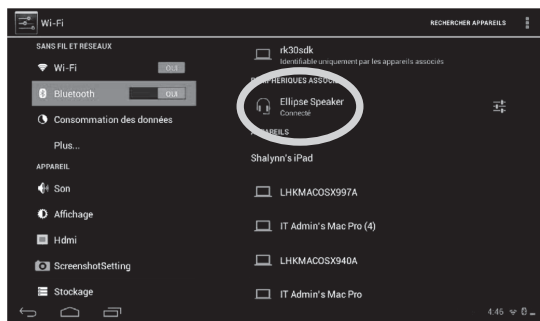 Wi-Fi
RECHERCHER APPAREILS
SANS FIL ET RÉSEAUX
Wi-Fi OUI
Bluetooth OUI
Consommation des données
Plus...
APPAREIL
Son
Affichage
Hdmi
ScreenshotSetting
Stockage
rk30sdk
Identifiable uniquement par les appareils associés
Ellipse Speaker
Connecté
Shalynn's iPad
LHKMACOSX997A
IT Admin's Mac Pro (4)
LHKMACOSX940A
IT Admin's Mac Pro
4:46